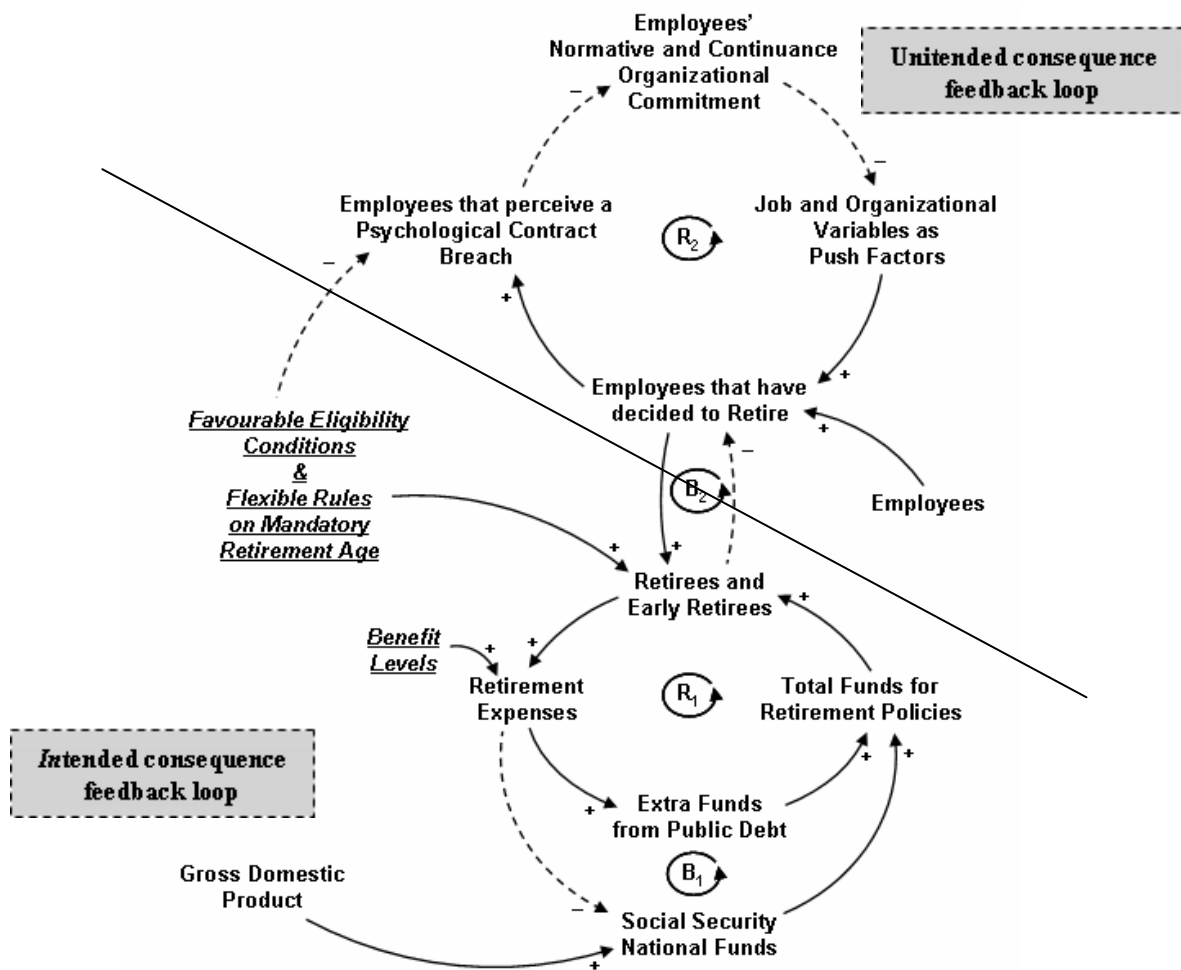 Employees'
Normative and Continuance
Organizational
Commitment
Unitended consequence
feedback loop
–
–
Employees that perceive a
Psychological Contract
Breach
R2
Job and Organizational
Variables as
Push Factors
–
+
+
Employees that have
decided to Retire
+
–
Favourable Eligibility
Conditions
&
Flexible Rules
on Mandatory
Retirement Age
B2
Employees
+
+
Retirees and
Early Retirees
+
Benefit
Levels
+
+
Retirement
Expenses
R1
Total Funds for
Retirement Policies
Intended consequence
feedback loop
+
+
+
Extra Funds
from Public Debt
B1
Gross Domestic
Product
–
Social Security
National Funds
+